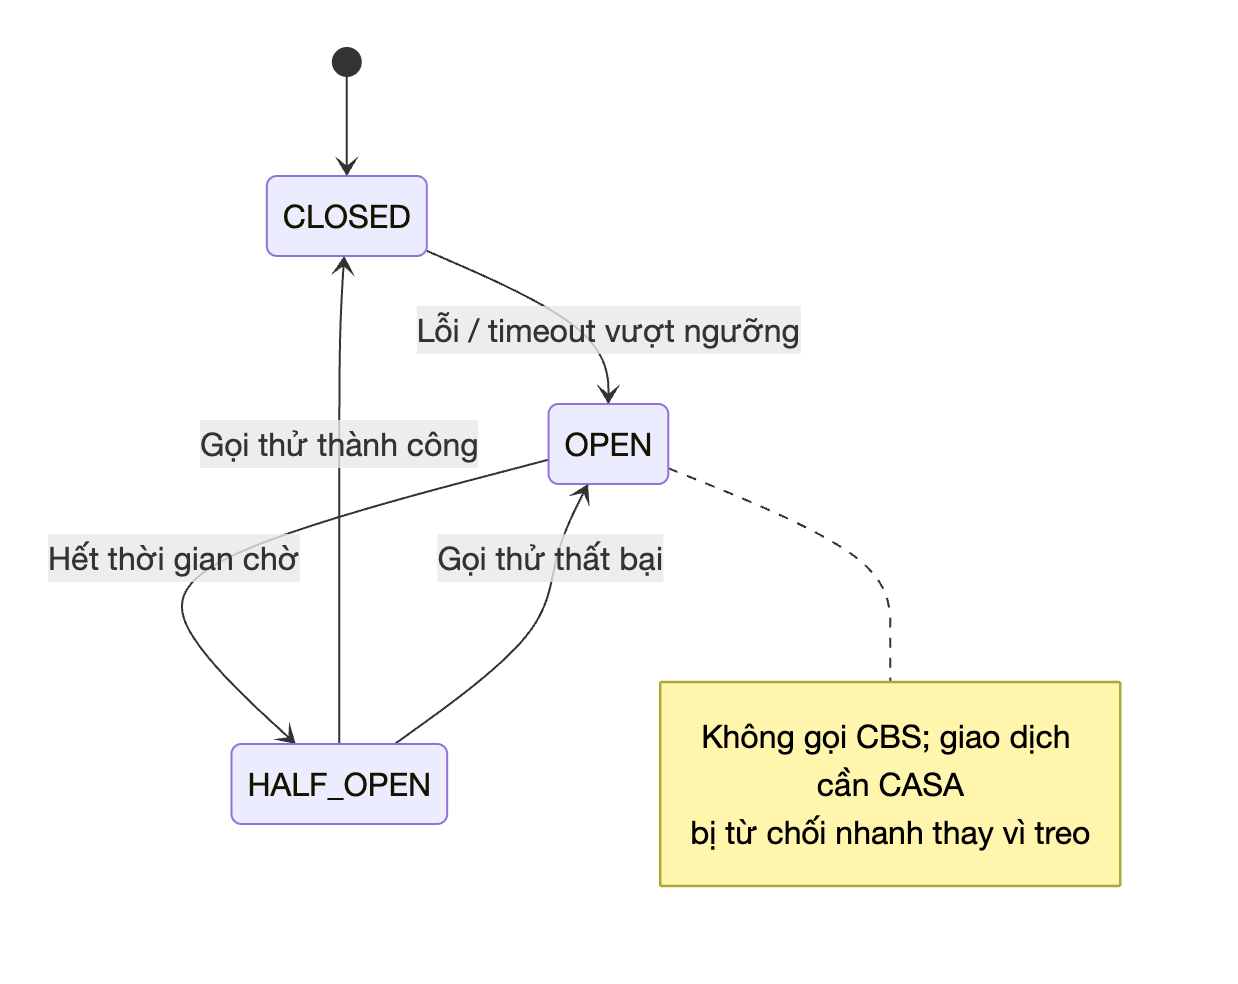 CLOSED
Lỗi / timeout vượt ngưỡng
Gọi thử thành công
OPEN
Hết thời gian chờ
Gọi thử thất bại
HALF_OPEN
Không gọi CBS; giao dịch
cần CASA
bị từ chối nhanh thay vì treo